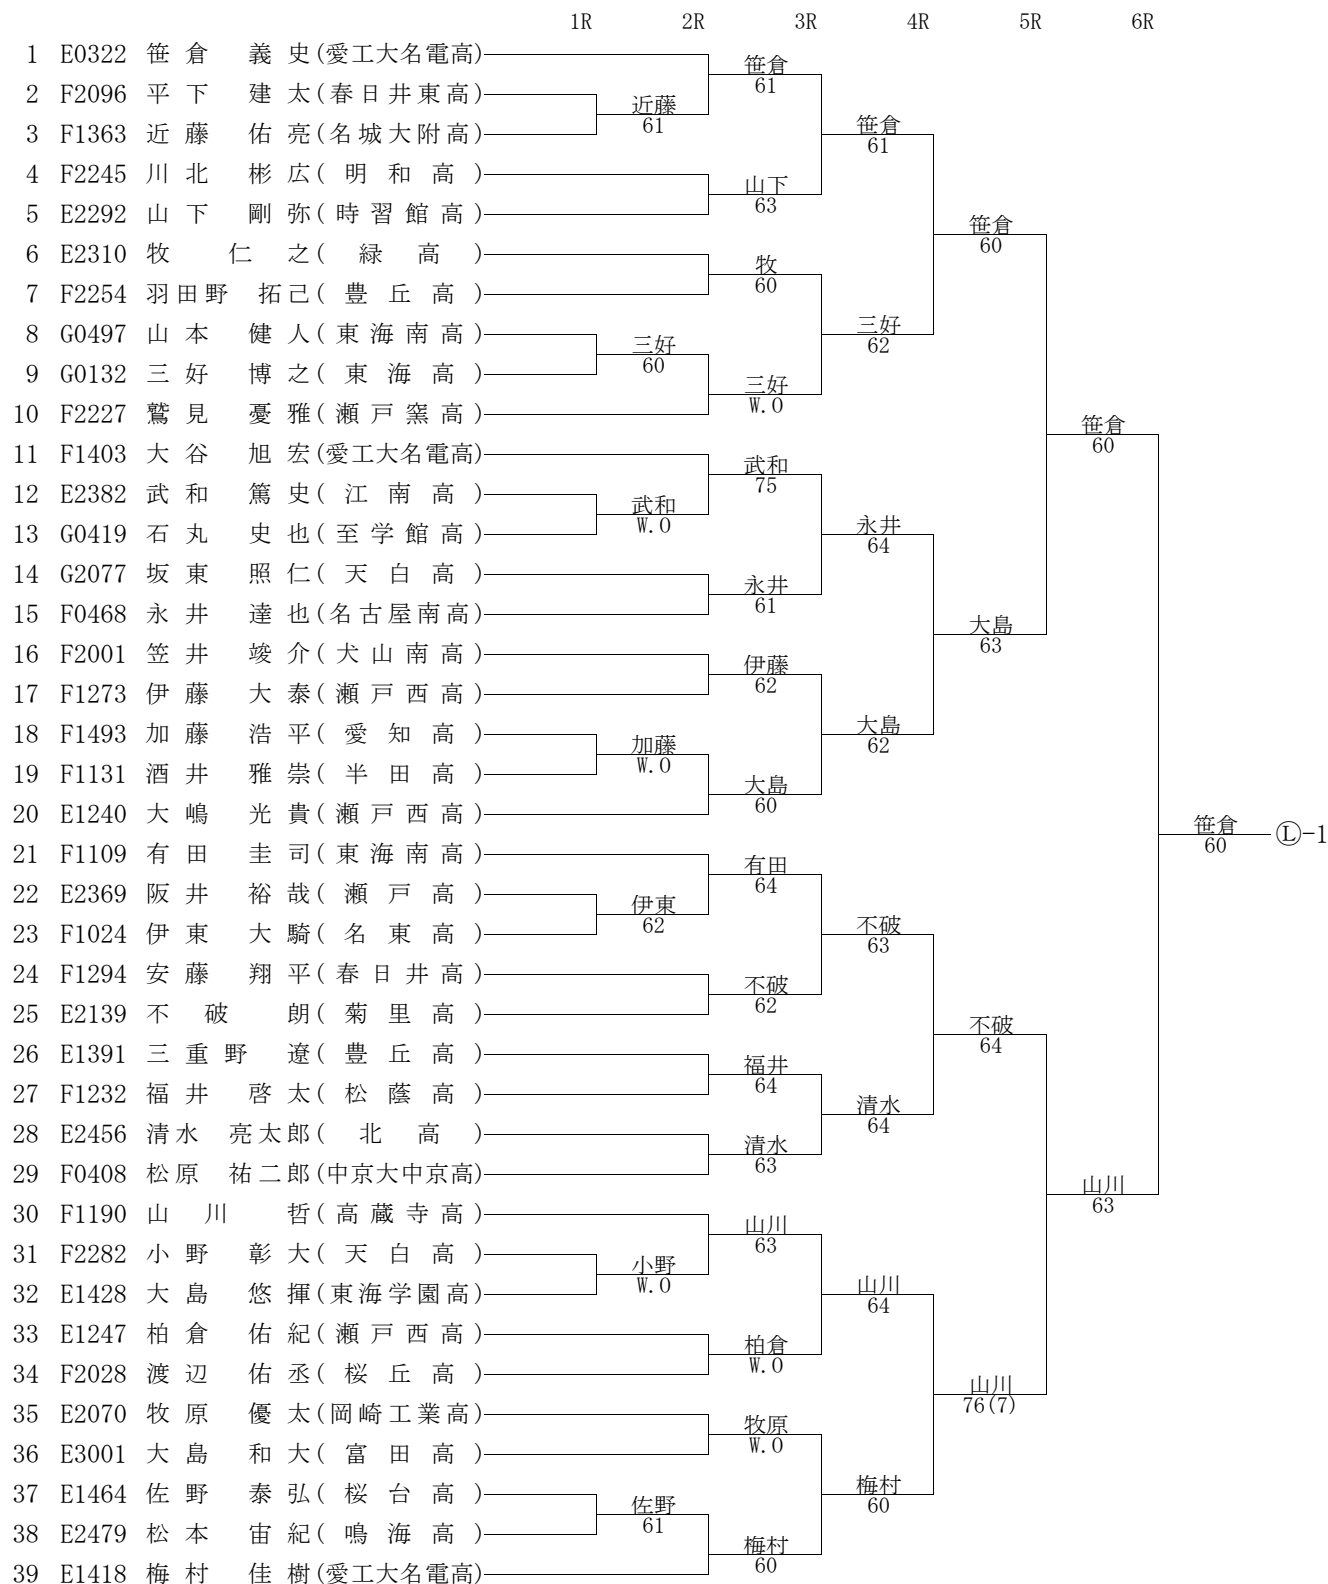 1R 2R 3R 4R 5R 6R
1 E0322 笹倉 義史(愛工大名電高)
笹倉
61
2 F2096 平下 建太(春日井東高)
近藤
61
3 F1363 近藤 佑亮(名城大附高)
笹倉
61
4 F2245 川北 彬広(明和高)
山下
63
5 E2292 山下 剛弥(時習館高)
笹倉
60
6 E2310 牧 仁之(緑高)
牧
60
7 F2254 羽田野 拓己(豊丘高)
8 G0497 山本 健人(東海南高)
三好
62
三好
60
9 G0132 三好 博之(東海高)
三好
W.O
10 F2227 鷲見 憂雅(瀬戸窯高)
笹倉
60
11 F1403 大谷 旭宏(愛工大名電高)
武和
75
12 E2382 武和 篤史(江南高)
武和
W.O
13 G0419 石丸 史也(至学館高)
永井
64
14 G2077 坂東 照仁(天白高)
永井
61
15 F0468 永井 達也(名古屋南高)
大島
63
16 F2001 笠井 竣介(犬山南高)
伊藤
62
17 F1273 伊藤 大泰(瀬戸西高)
18 F1493 加藤 浩平(愛知高)
大島
62
加藤
W.O
19 F1131 酒井 雅崇(半田高)
大島
60
20 E1240 大嶋 光貴(瀬戸西高)
笹倉
60
Ⓛ-1
21 F1109 有田 圭司(東海南高)
有田
64
22 E2369 阪井 裕哉(瀬戸高)
伊東
62
23 F1024 伊東 大騎(名東高)
不破
63
24 F1294 安藤 翔平(春日井高)
不破
62
25 E2139 不破 朗(菊里高)
不破
64
26 E1391 三重野 遼(豊丘高)
福井
64
27 F1232 福井 啓太(松蔭高)
清水
64
28 E2456 清水 亮太郎(北高)
清水
63
29 F0408 松原 祐二郎(中京大中京高)
山川
63
30 F1190 山川 哲(高蔵寺高)
山川
63
31 F2282 小野 彰大(天白高)
小野
W.O
32 E1428 大島 悠揮(東海学園高)
山川
64
33 E1247 柏倉 佑紀(瀬戸西高)
柏倉
W.O
34 F2028 渡辺 佑丞(桜丘高)
山川
76(7)
35 E2070 牧原 優太(岡崎工業高)
牧原
W.O
36 E3001 大島 和大(富田高)
梅村
60
37 E1464 佐野 泰弘(桜台高)
佐野
61
38 E2479 松本 宙紀(鳴海高)
梅村
60
39 E1418 梅村 佳樹(愛工大名電高)